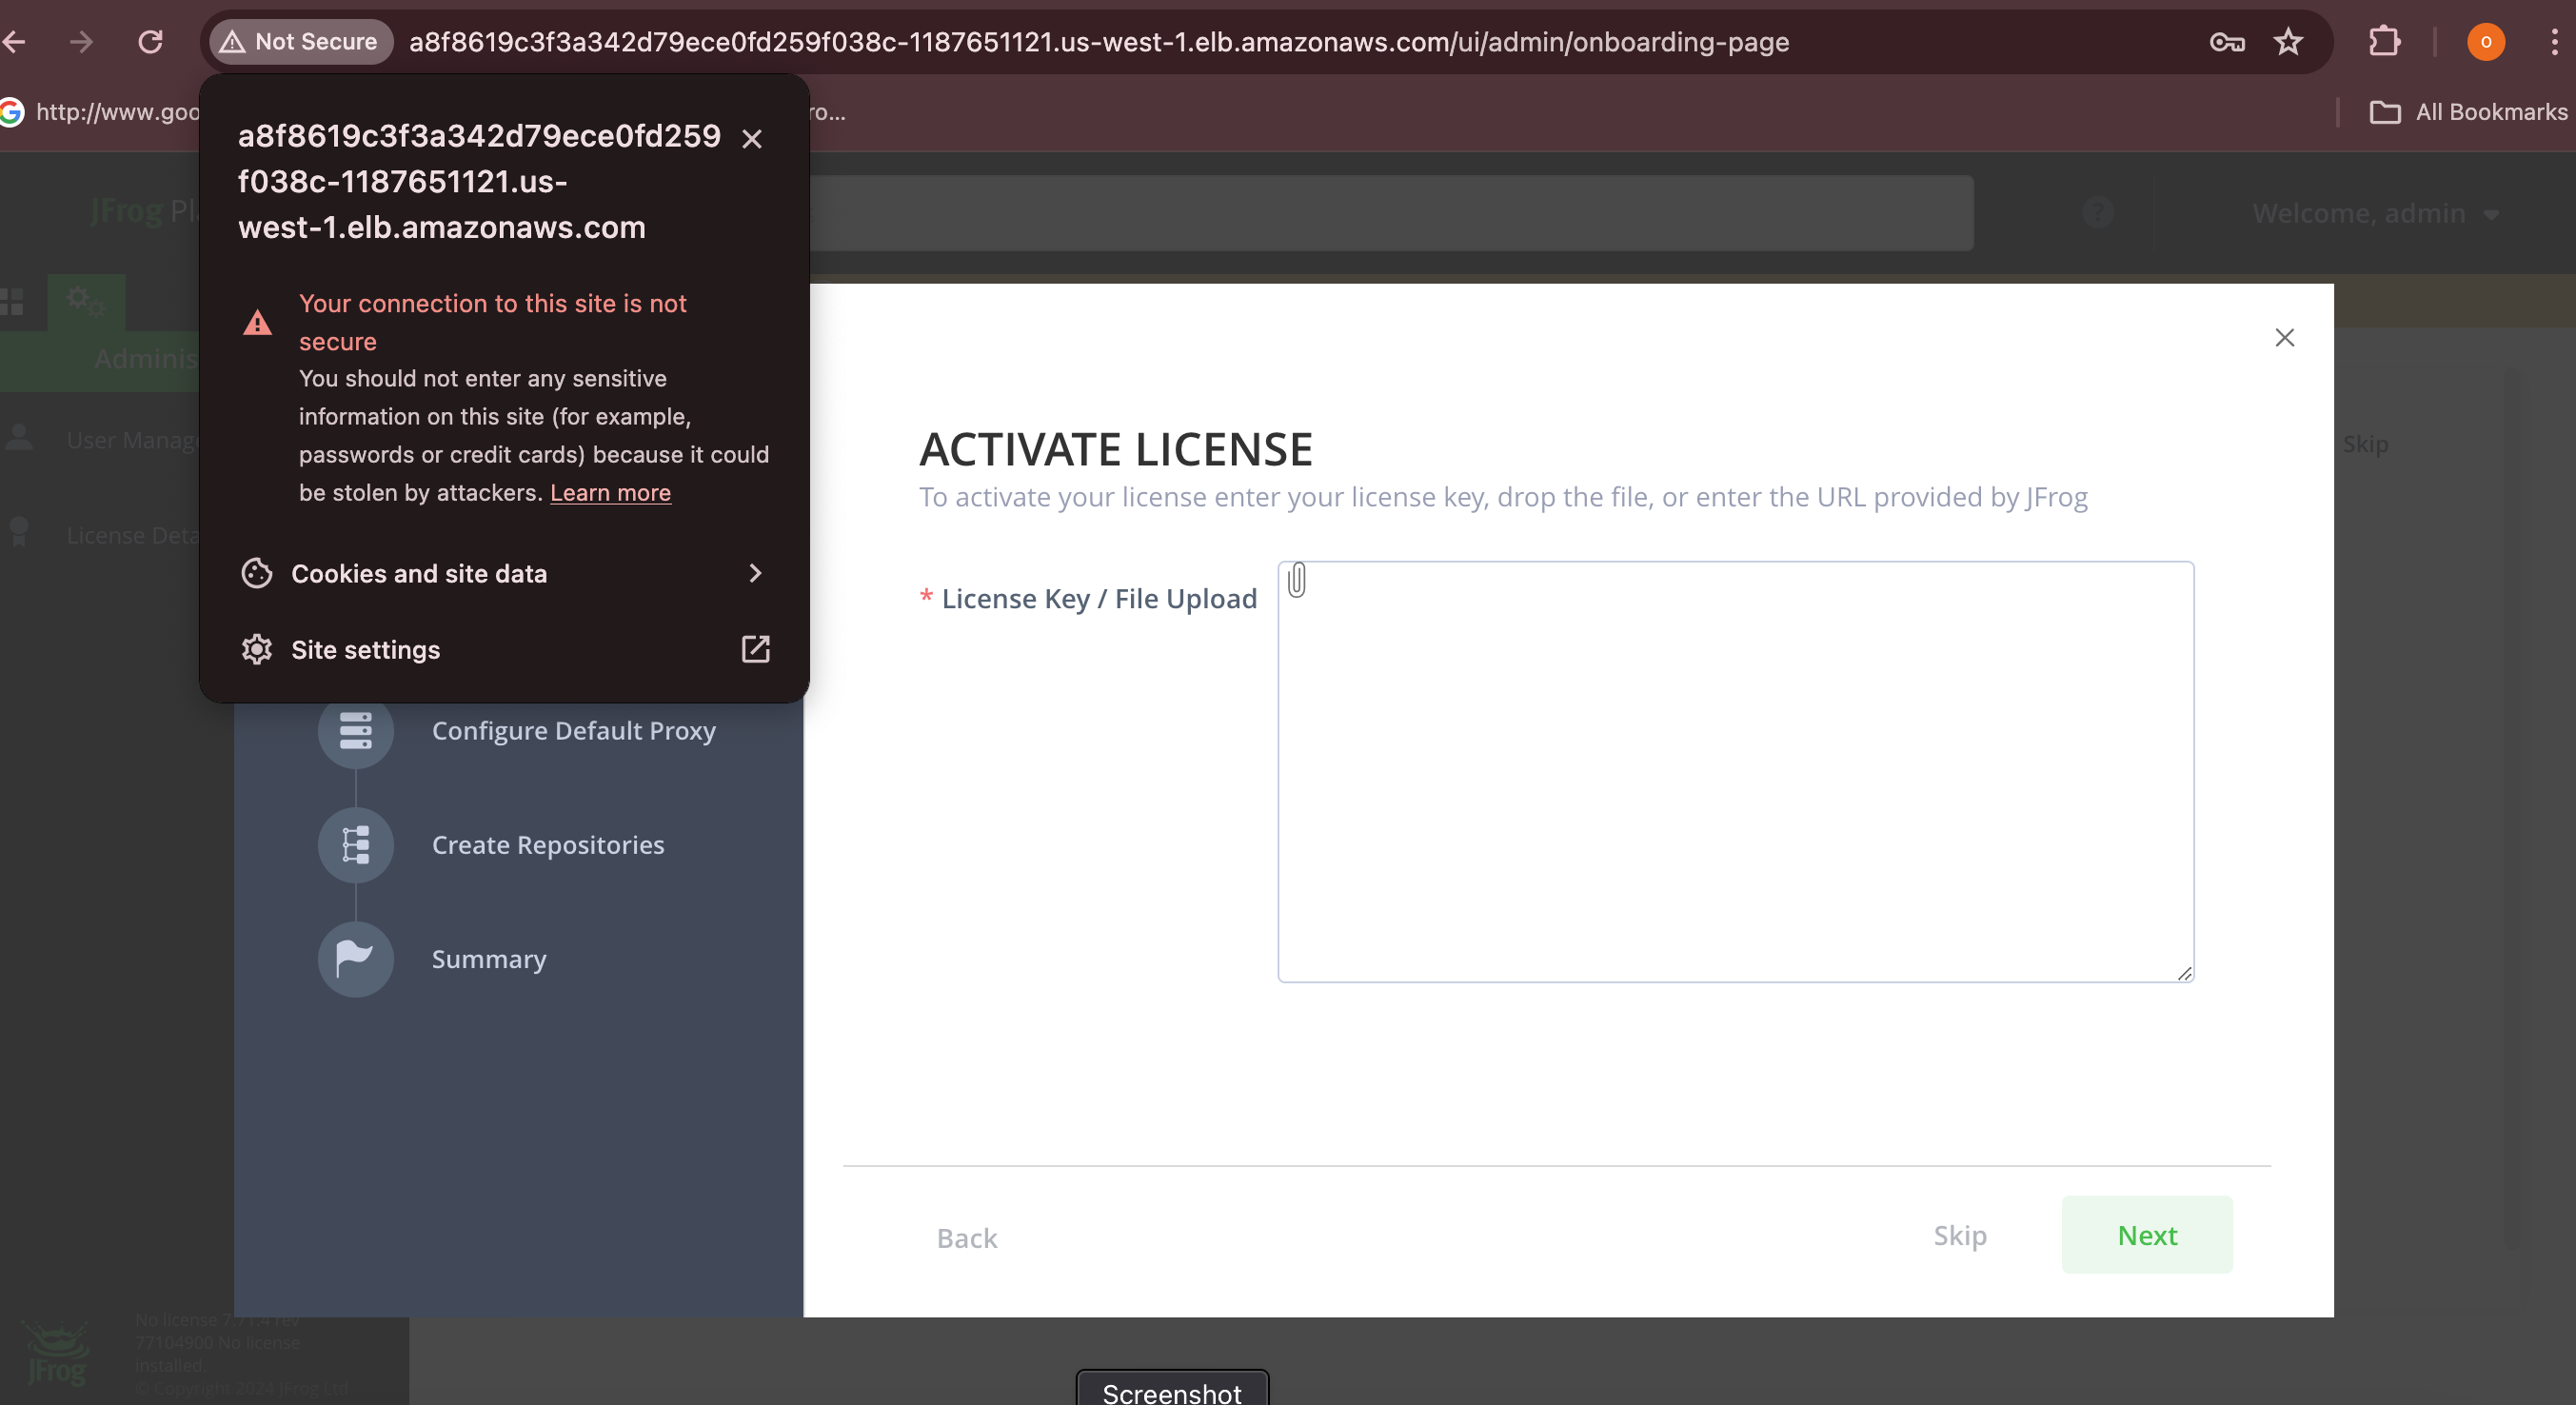 Not Secure
a8f8619c3f3a342d79ece0fd259f038c-1187651121.us-west-1.elb.amazonaws.com/ui/admin/onboarding-page
o
http://www.goo
ro...
All Bookmarks
a8f8619c3f3a342d79ece0fd259
f038c-1187651121.us-
west-1.elb.amazonaws.com
Your connection to this site is not
secure
You should not enter any sensitive
information on this site (for example,
passwords or credit cards) because it could
be stolen by attackers. Learn more
Cookies and site data
Site settings
JFrog Pla
?
Welcome, admin
Adminis
User Manage
License Deta
Skip
Configure Default Proxy
Create Repositories
Summary
ACTIVATE LICENSE
To activate your license enter your license key, drop the file, or enter the URL provided by JFrog
* License Key / File Upload
Back
Skip
Next
JFrog
No license 7.71.4 rev
77104900 No license
installed.
© Copyright 2024 JFrog Ltd
Screenshot